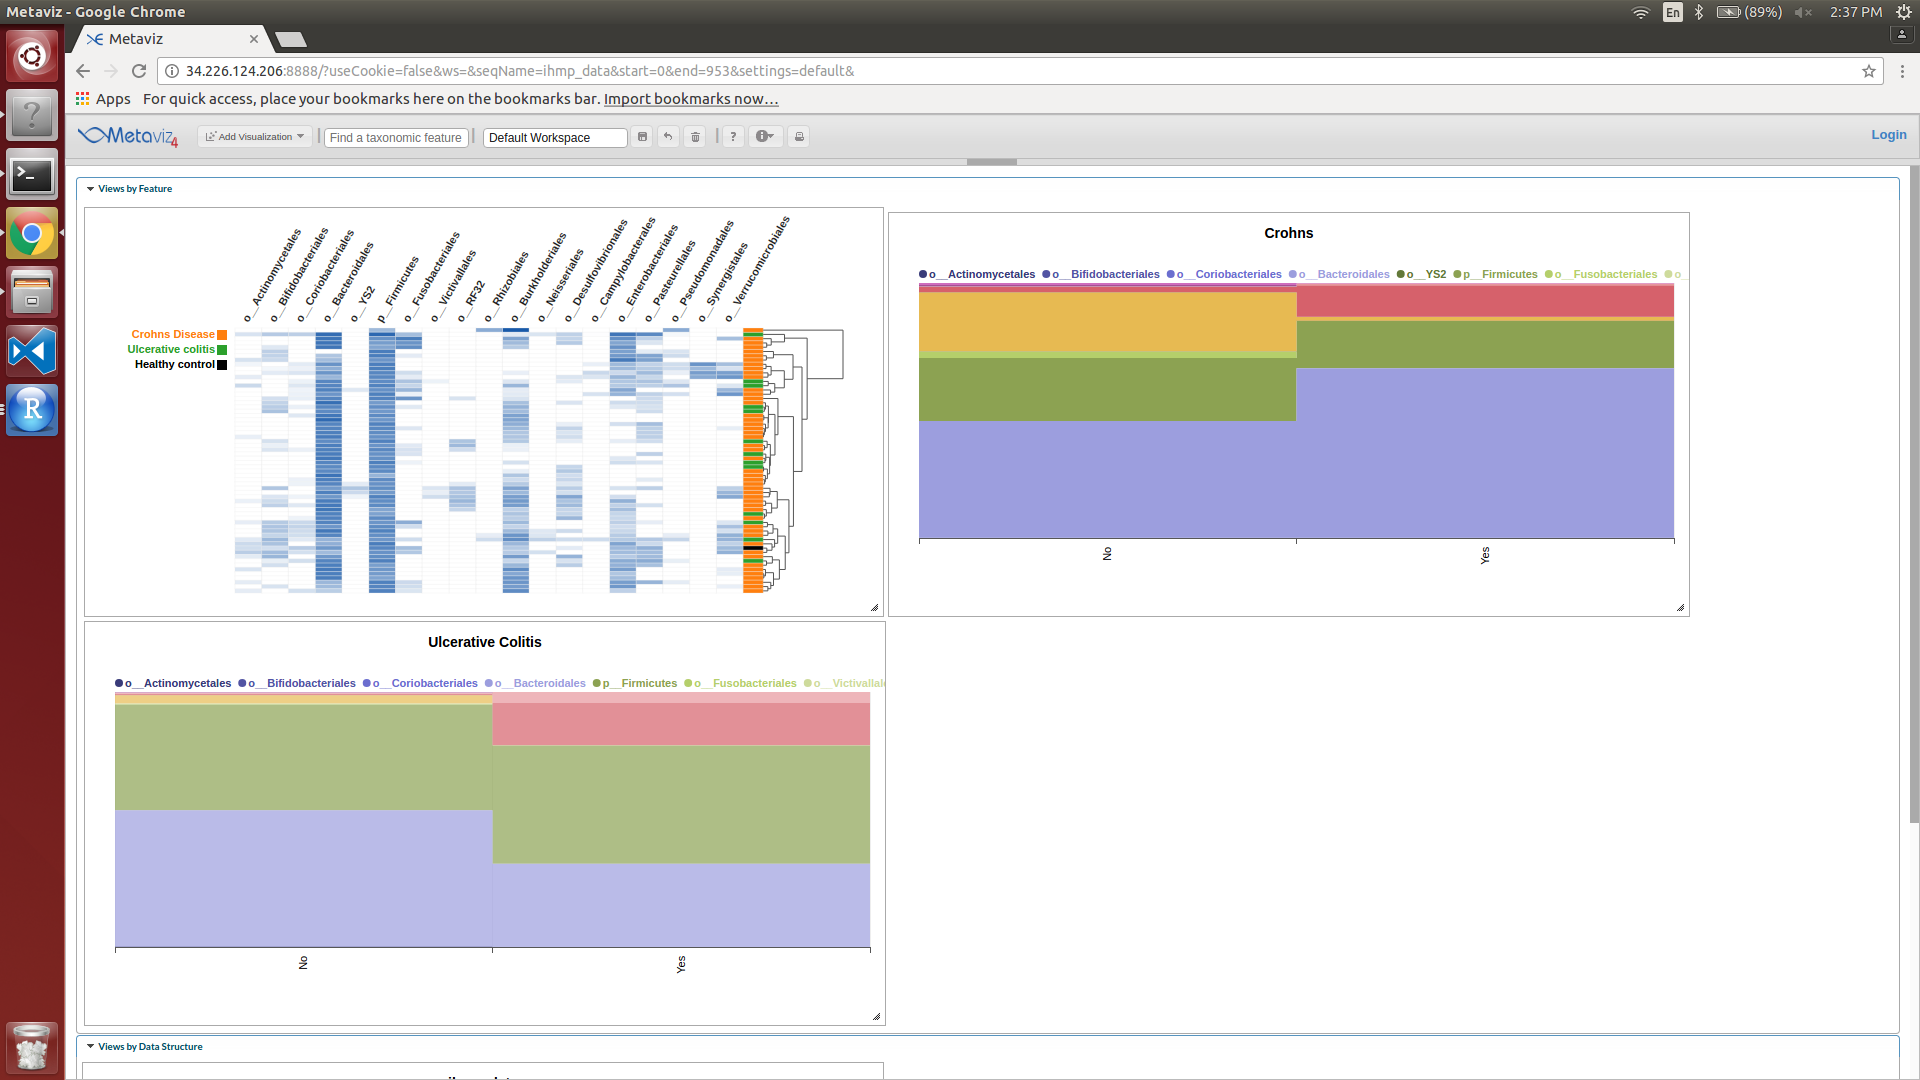 Metaviz - Google Chrome
En (89%) 2:37 PM
Metaviz
34.226.124.206:8888/?useCookie=false&ws=&seqName=ihmp_data&start=0&end=953&settings=default&
Apps For quick access, place your bookmarks here on the bookmarks bar. Import bookmarks now...
Metaviz4 Add Visualization Find a taxonomic feature Default Workspace ? Login
Views by Feature
o__Actinomycetales
o__Bifidobacteriales
o__Coriobacteriales
o__Bacteroidales
o__YS2
p__Firmicutes
o__Fusobacteriales
o__Victivallales
o__RF32
o__Rhizobiales
o__Burkholderiales
o__Neisseriales
o__Desulfovibrionales
o__Campylobacterales
o__Enterobacteriales
o__Pasteurellales
o__Pseudomonadales
o__Synergistales
o__Verrucomicrobiales
Crohns Disease
Ulcerative colitis
Healthy control
Crohns
o__Actinomycetales o__Bifidobacteriales o__Coriobacteriales o__Bacteroidales o__YS2 p__Firmicutes o__Fusobacteriales o__
No Yes
Ulcerative Colitis
o__Actinomycetales o__Bifidobacteriales o__Coriobacteriales o__Bacteroidales p__Firmicutes o__Fusobacteriales
No Yes
Views by Data Structure